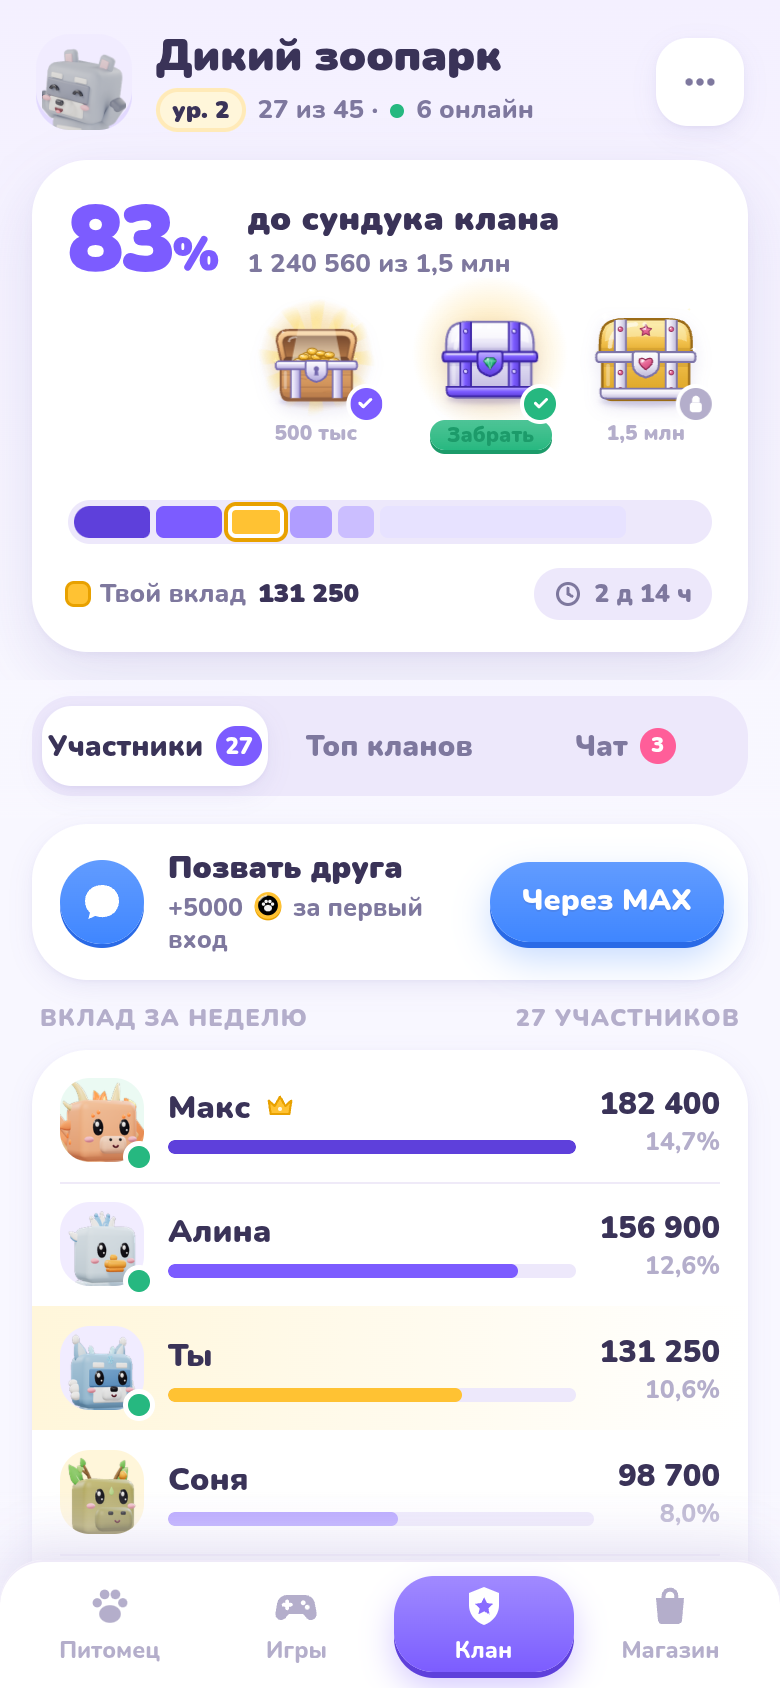 Дикий зоопарк
ур. 2 27 из 45 · 6 онлайн
83% до сундука клана
1 240 560 из 1,5 млн
500 тыс Забрать 1,5 млн
Твой вклад 131 250 2 д 14 ч
Участники 27 Топ кланов Чат 3
Позвать друга
+5000 за первый
вход
Через MAX
ВКЛАД ЗА НЕДЕЛЮ 27 УЧАСТНИКОВ
Макс 182 400
14,7%
Алина 156 900
12,6%
Ты 131 250
10,6%
Соня 98 700
8,0%
Питомец Игры Клан Магазин